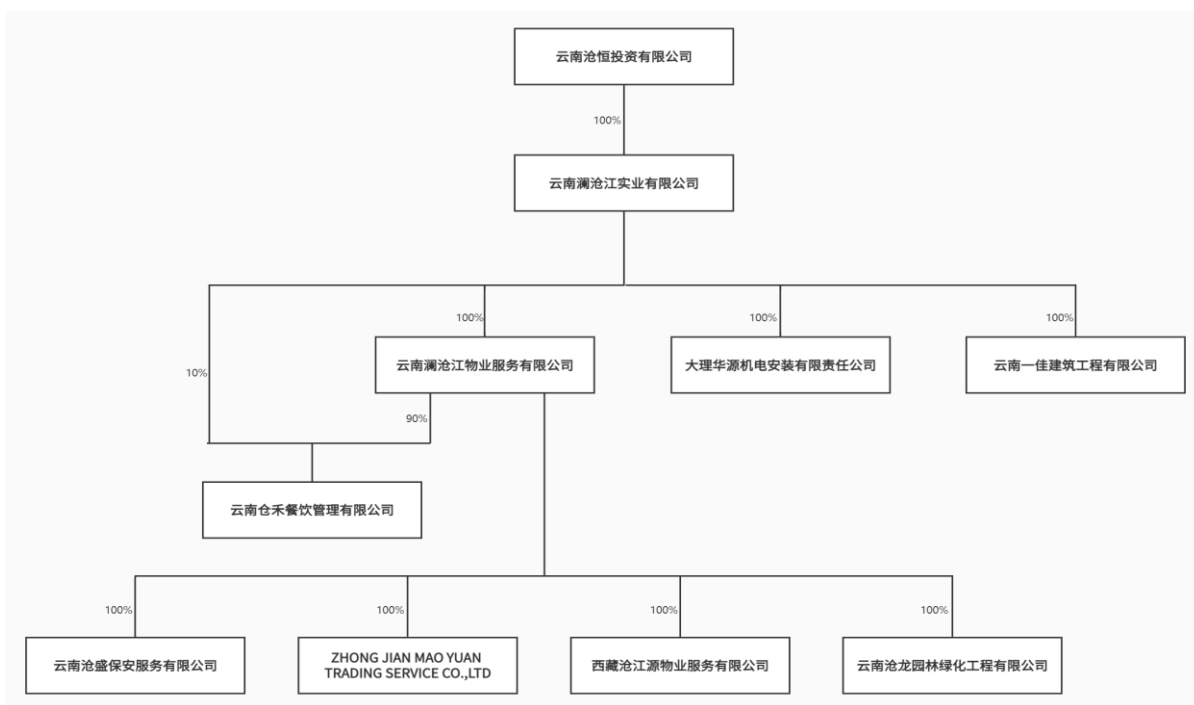 云南沧恒投资有限公司
100%
云南澜沧江实业有限公司
100%
100%
100%
云南澜沧江物业服务有限公司
大理华源机电安装有限责任公司
云南一佳建筑工程有限公司
10%
90%
云南仓禾餐饮管理有限公司
100%
100%
100%
100%
云南沧盛保安服务有限公司
ZHONG JIAN MAO YUAN
TRADING SERVICE CO.,LTD
西藏沧江源物业服务有限公司
云南沧龙园林绿化工程有限公司